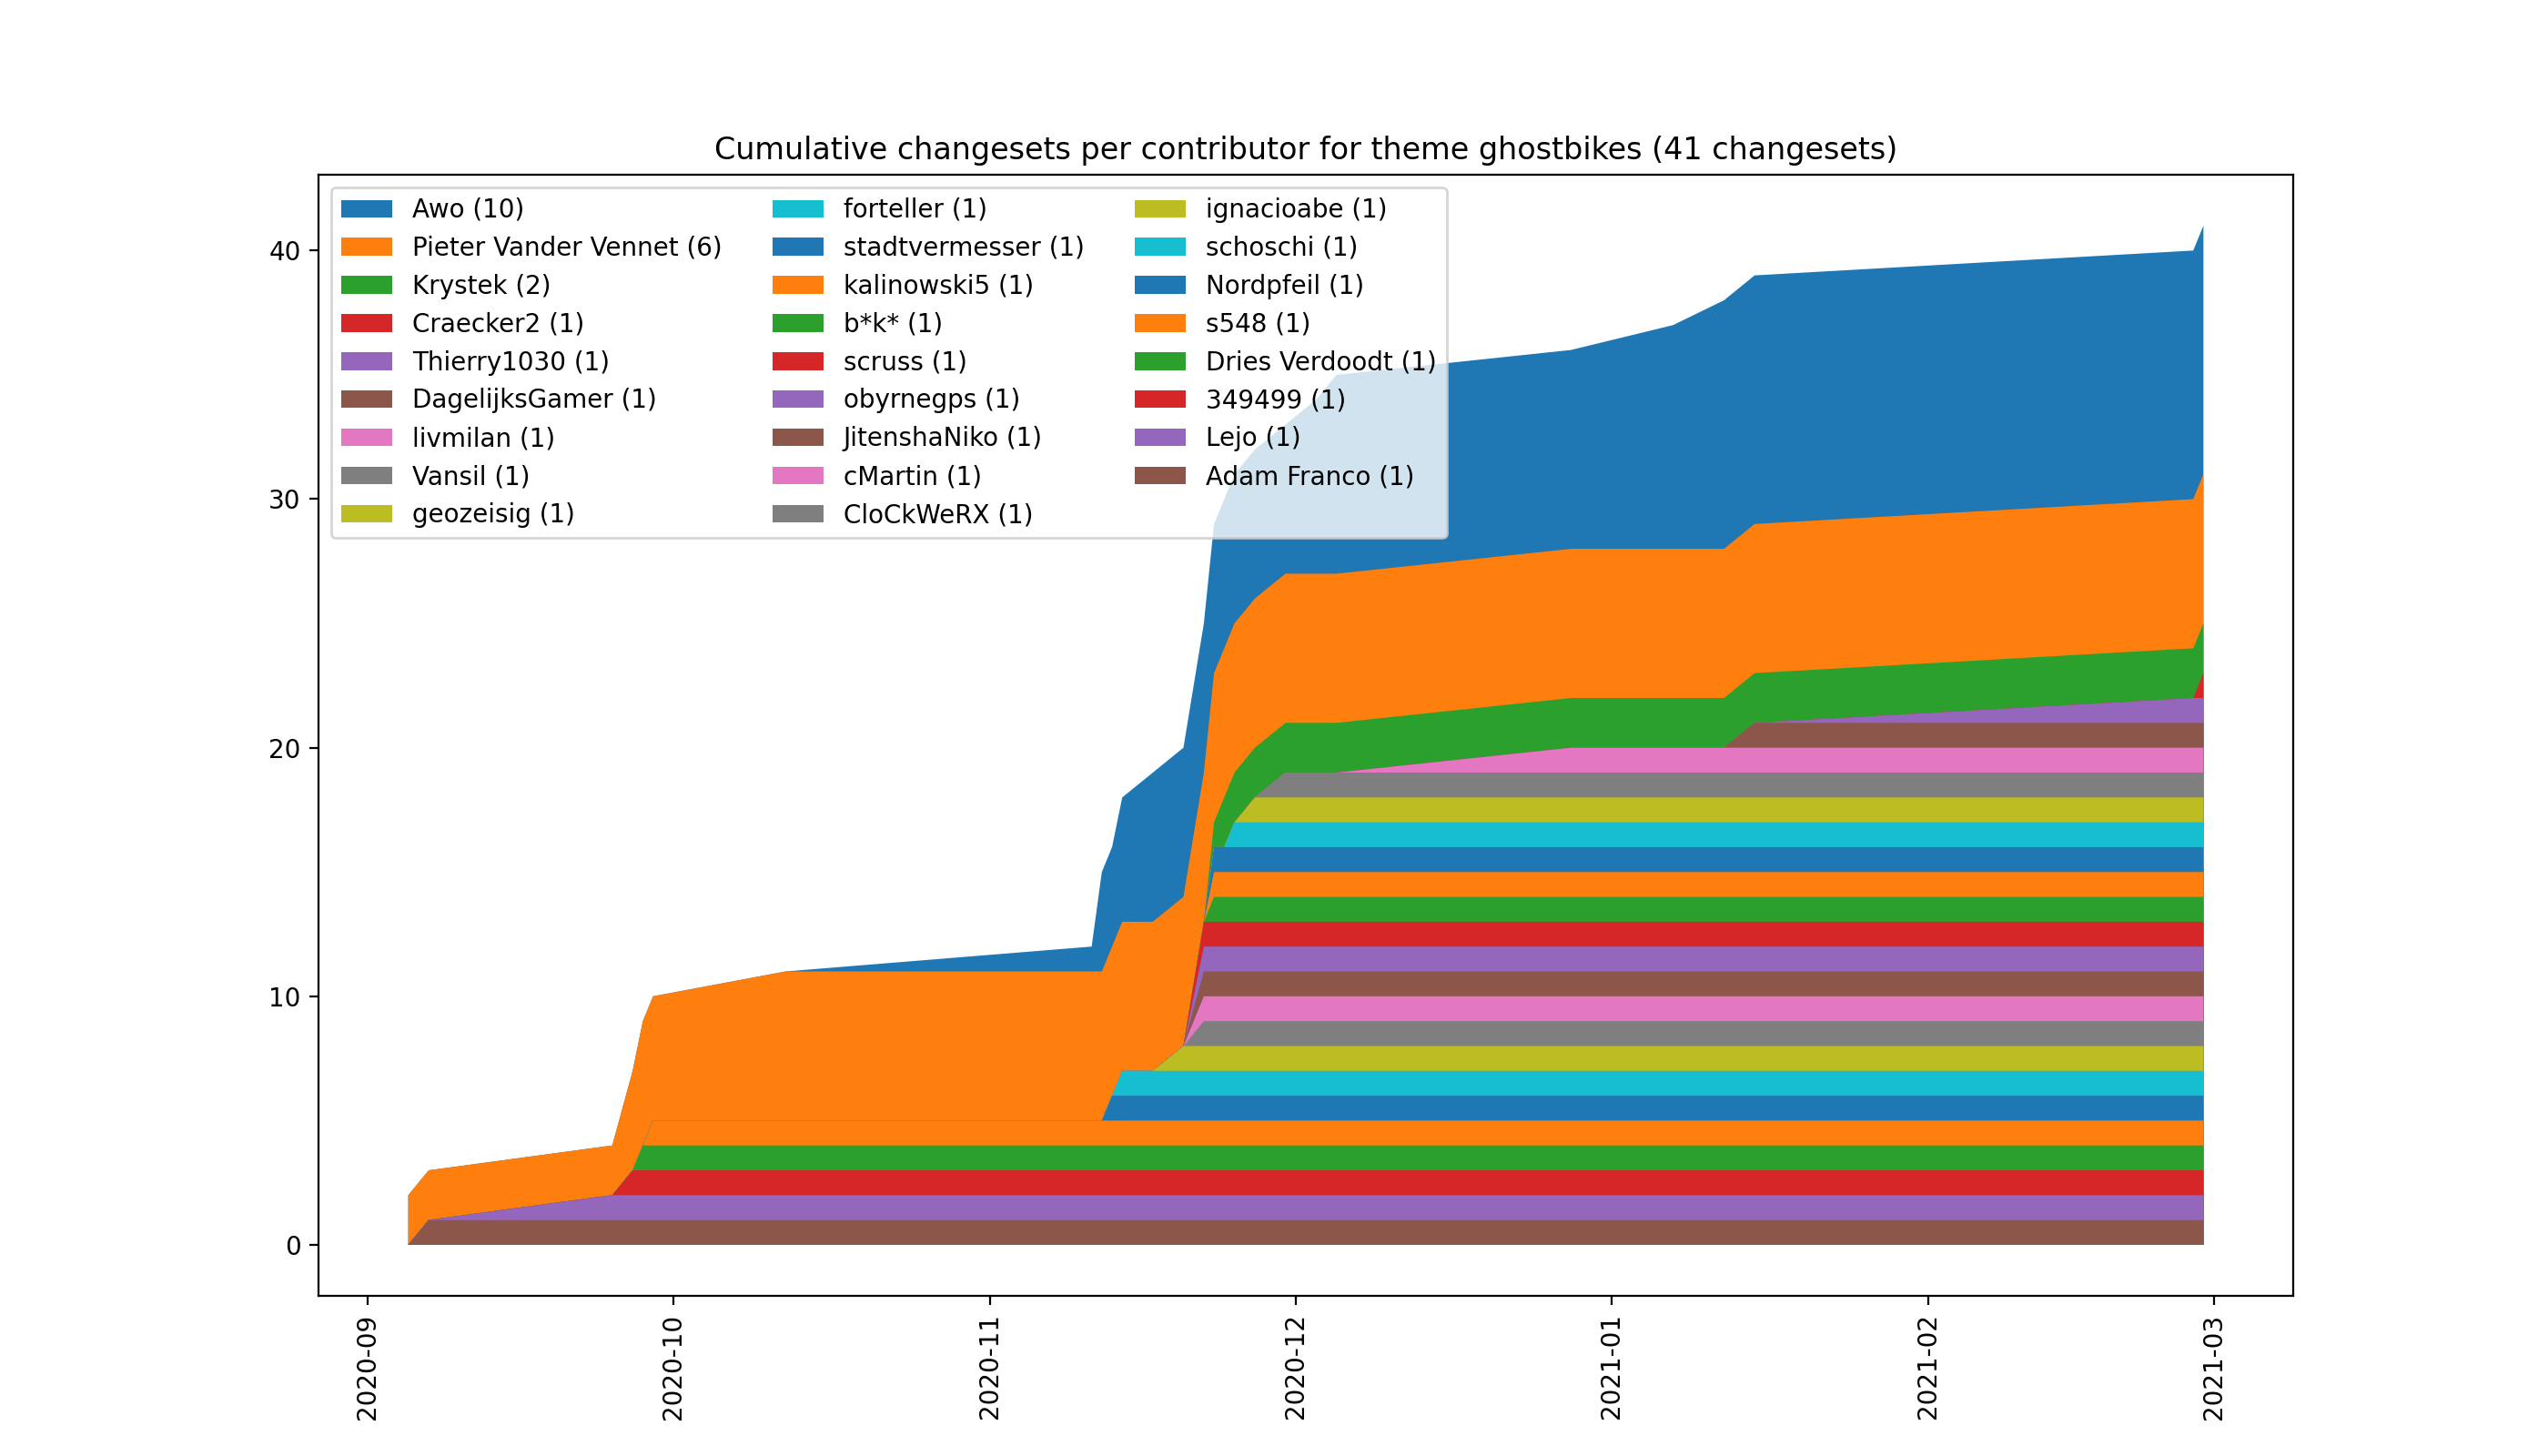 Cumulative changesets per contributor for theme ghostbikes (41 changesets)
Awo (10)
Pieter Vander Vennet (6)
Krystek (2)
Craecker2 (1)
Thierry1030 (1)
DagelijksGamer (1)
livmilan (1)
Vansil (1)
geozeisig (1)
forteller (1)
stadtvermesser (1)
kalinowski5 (1)
b*k* (1)
scruss (1)
obyrnegps (1)
JitenshaNiko (1)
cMartin (1)
CloCkWeRX (1)
ignacioabe (1)
schoschi (1)
Nordpfeil (1)
s548 (1)
Dries Verdoodt (1)
349499 (1)
Lejo (1)
Adam Franco (1)
40
30
20
10
0
2020-09
2020-10
2020-11
2020-12
2021-01
2021-02
2021-03